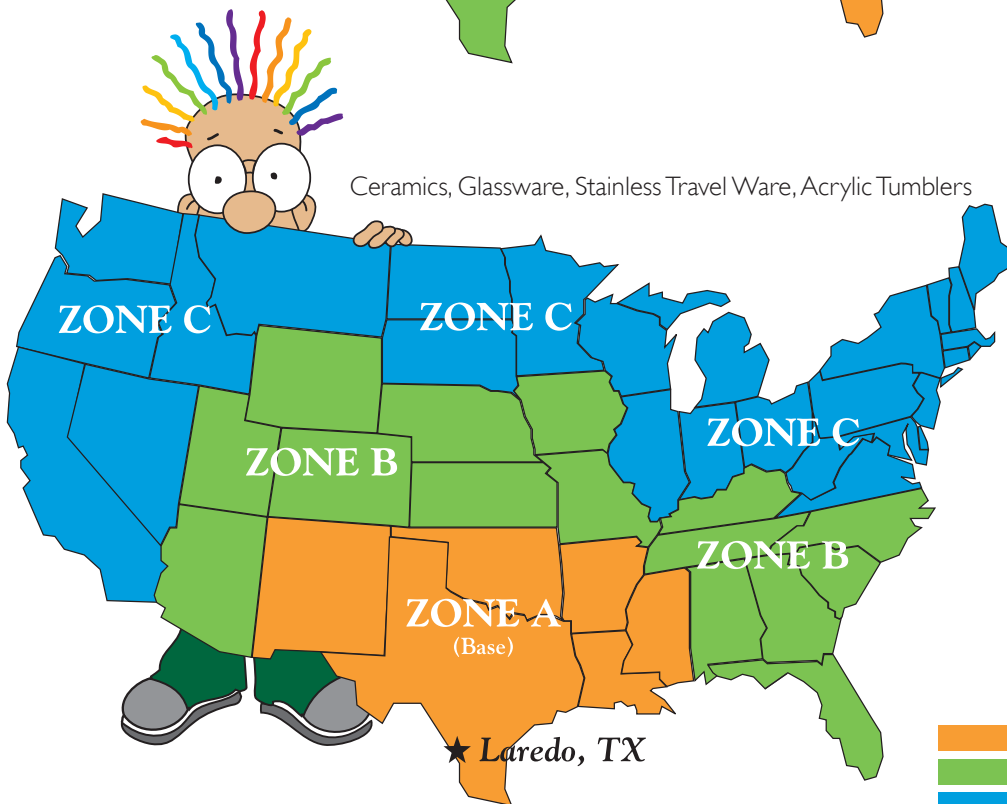 Ceramics, Glassware, Stainless Travel Ware, Acrylic Tumblers
ZONE C
ZONE C
ZONE C
ZONE B
ZONE B
ZONE A
(Base)
★ Laredo, TX